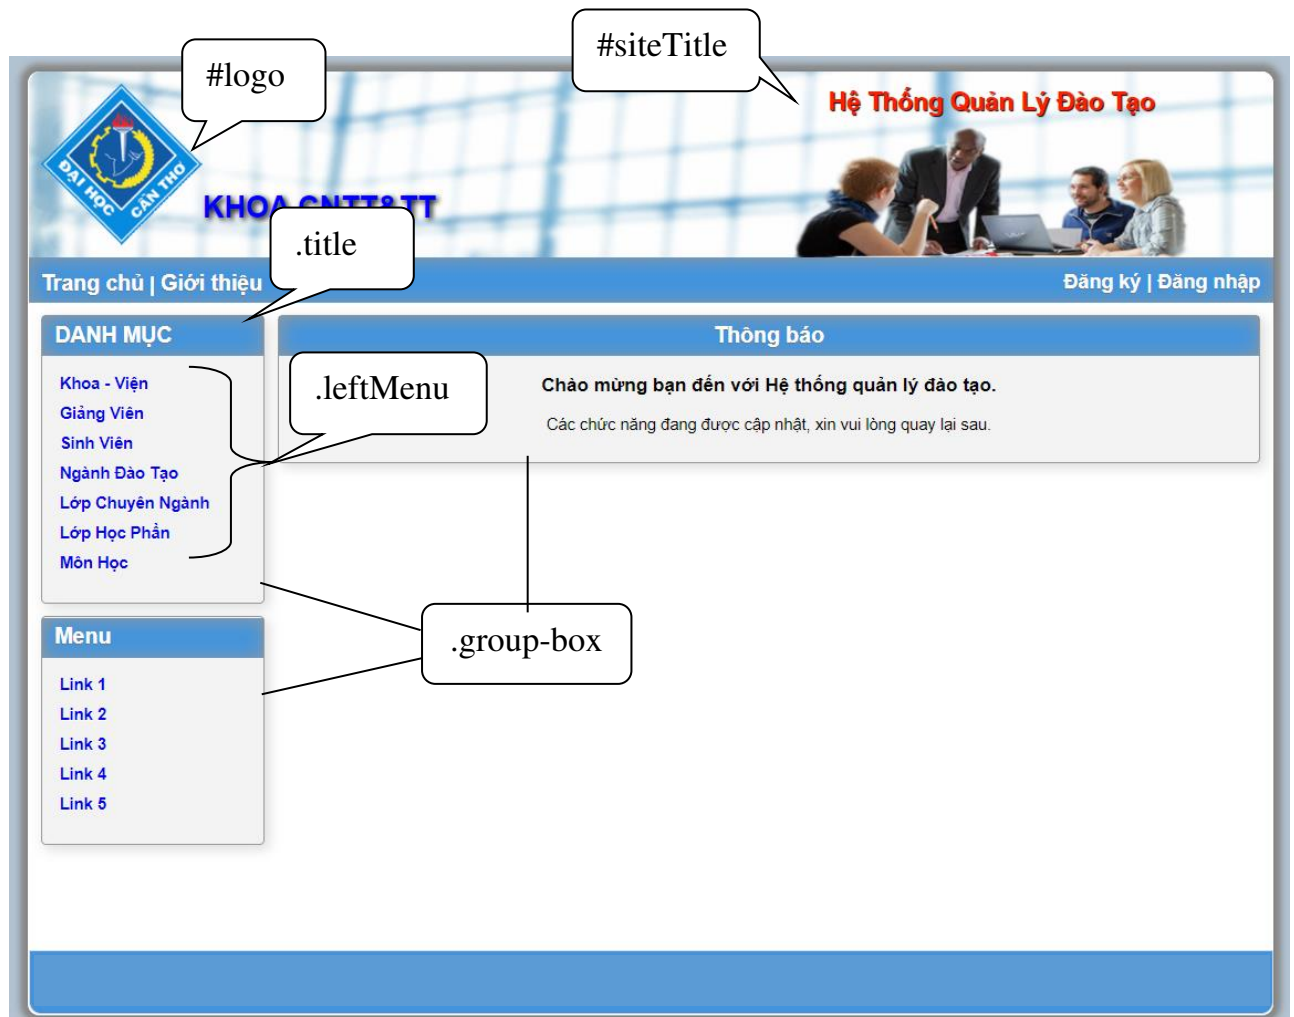 #siteTitle
#logo
Hệ Thống Quản Lý Đào Tạo
ĐẠI HỌC CẦN THƠ
KHOA CNTT&TT
.title
Trang chủ | Giới thiệu
Đăng ký | Đăng nhập
DANH MỤC
Thông báo
Khoa - Viện
Giảng Viên
Sinh Viên
Ngành Đào Tạo
Lớp Chuyên Ngành
Lớp Học Phần
Môn Học
.leftMenu
Chào mừng bạn đến với Hệ thống quản lý đào tạo.
Các chức năng đang được cập nhật, xin vui lòng quay lại sau.
.group-box
Menu
Link 1
Link 2
Link 3
Link 4
Link 5